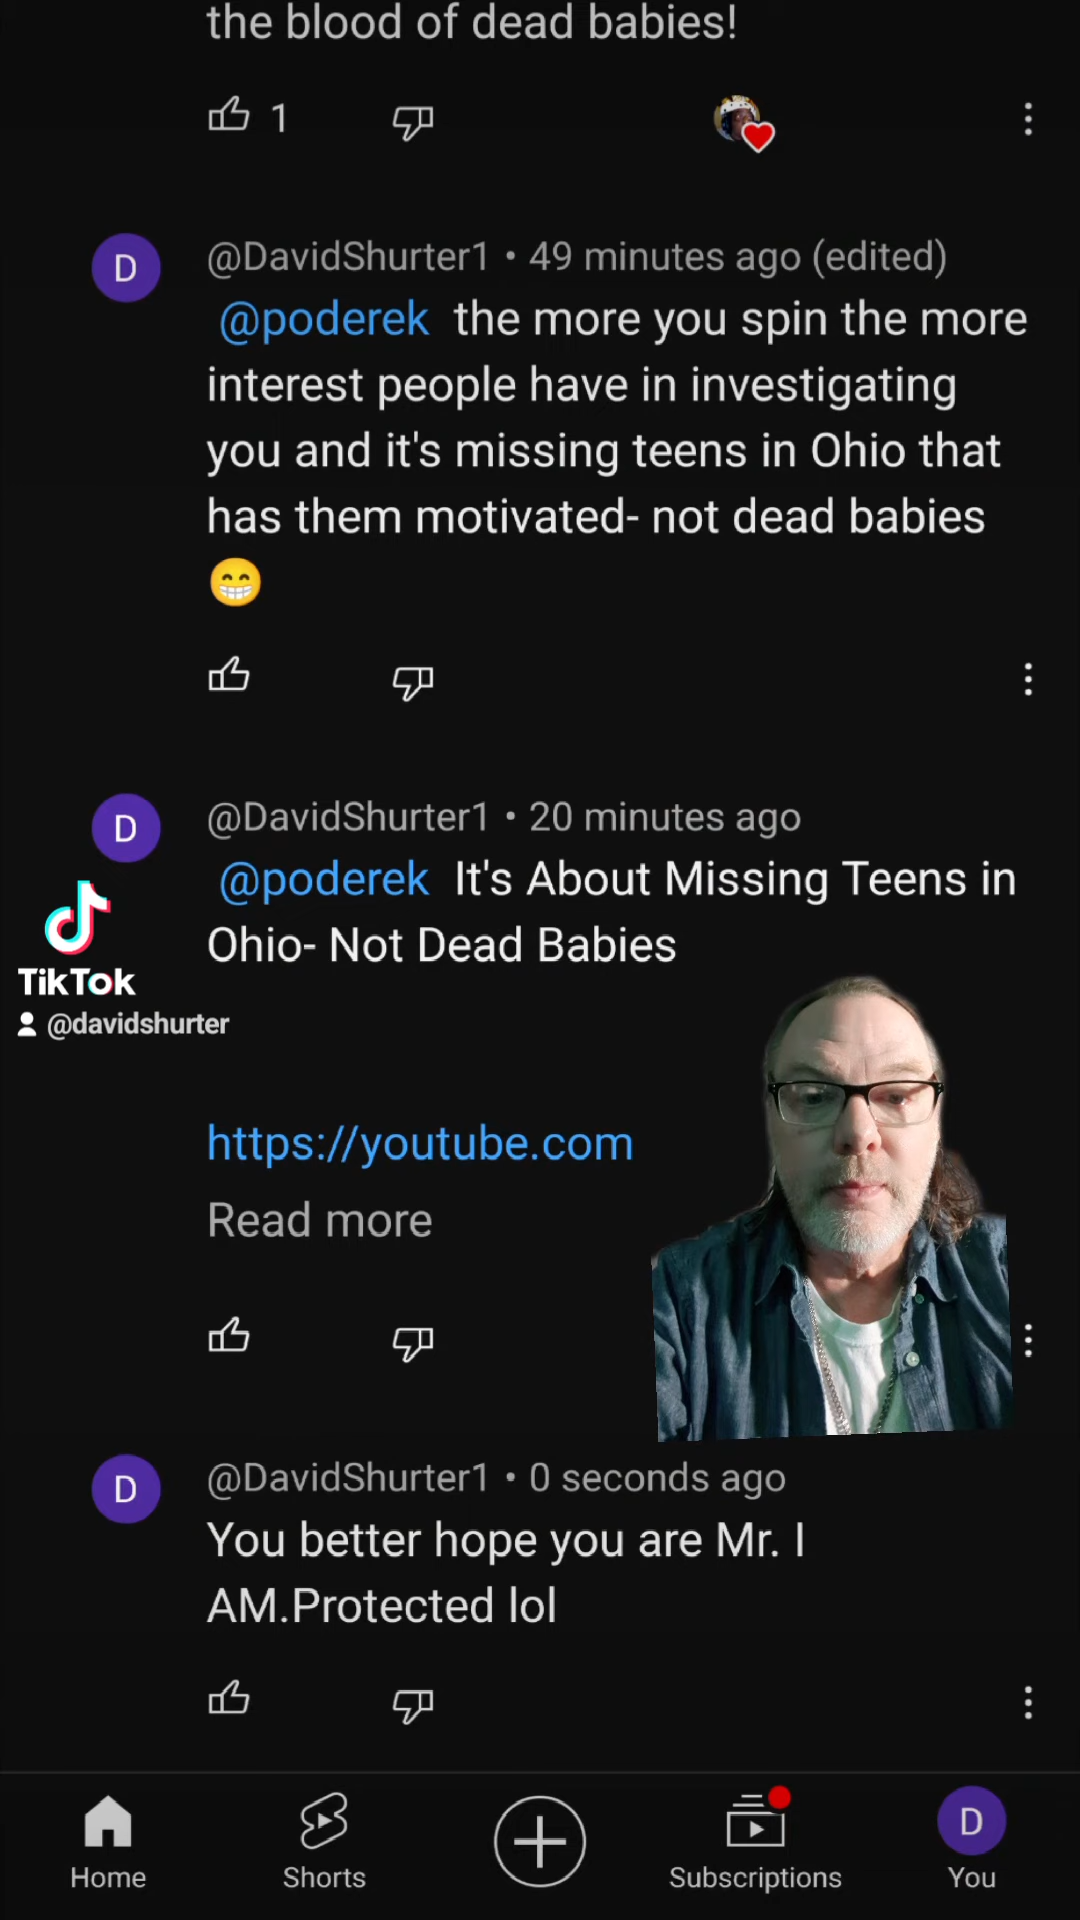 the blood of dead babies!
1
D
@DavidShurter1 • 49 minutes ago (edited)
@poderek the more you spin the more
interest people have in investigating
you and it's missing teens in Ohio that
has them motivated- not dead babies
😁
D
@DavidShurter1 • 20 minutes ago
@poderek It's About Missing Teens in
Ohio- Not Dead Babies
TikTok
@davidshurter
https://youtube.com
Read more
D
@DavidShurter1 • 0 seconds ago
You better hope you are Mr. I
AM.Protected lol
D
Home
Shorts
Subscriptions
You